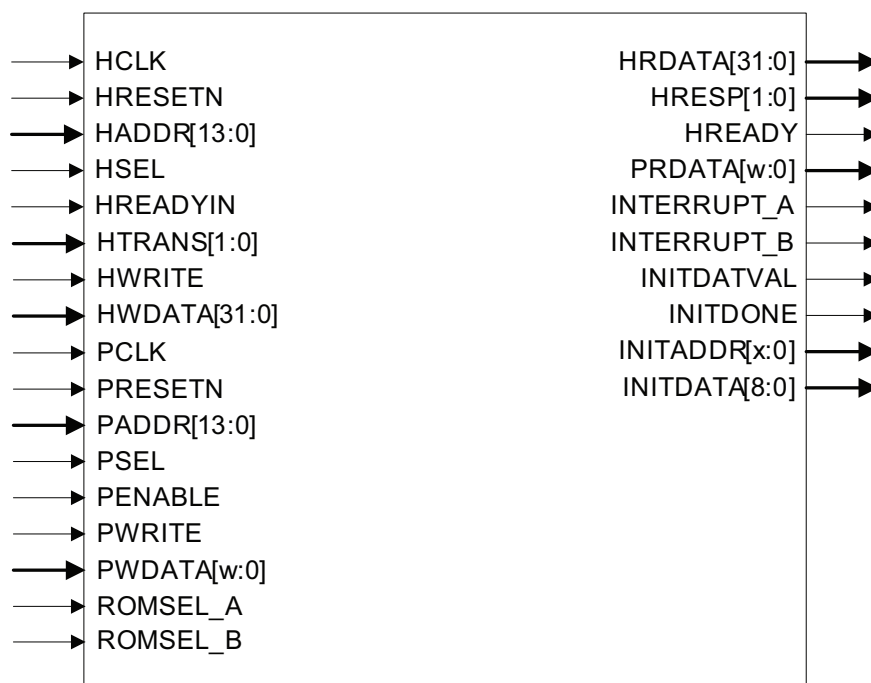 HCLK
HRESETN
HADDR[13:0]
HSEL
HREADYIN
HTRANS[1:0]
HWRITE
HWDATA[31:0]
PCLK
PRESETN
PADDR[13:0]
PSEL
PENABLE
PWRITE
PWDATA[w:0]
ROMSEL_A
ROMSEL_B
HRDATA[31:0]
HRESP[1:0]
HREADY
PRDATA[w:0]
INTERRUPT_A
INTERRUPT_B
INITDATVAL
INITDONE
INITADDR[x:0]
INITDATA[8:0]